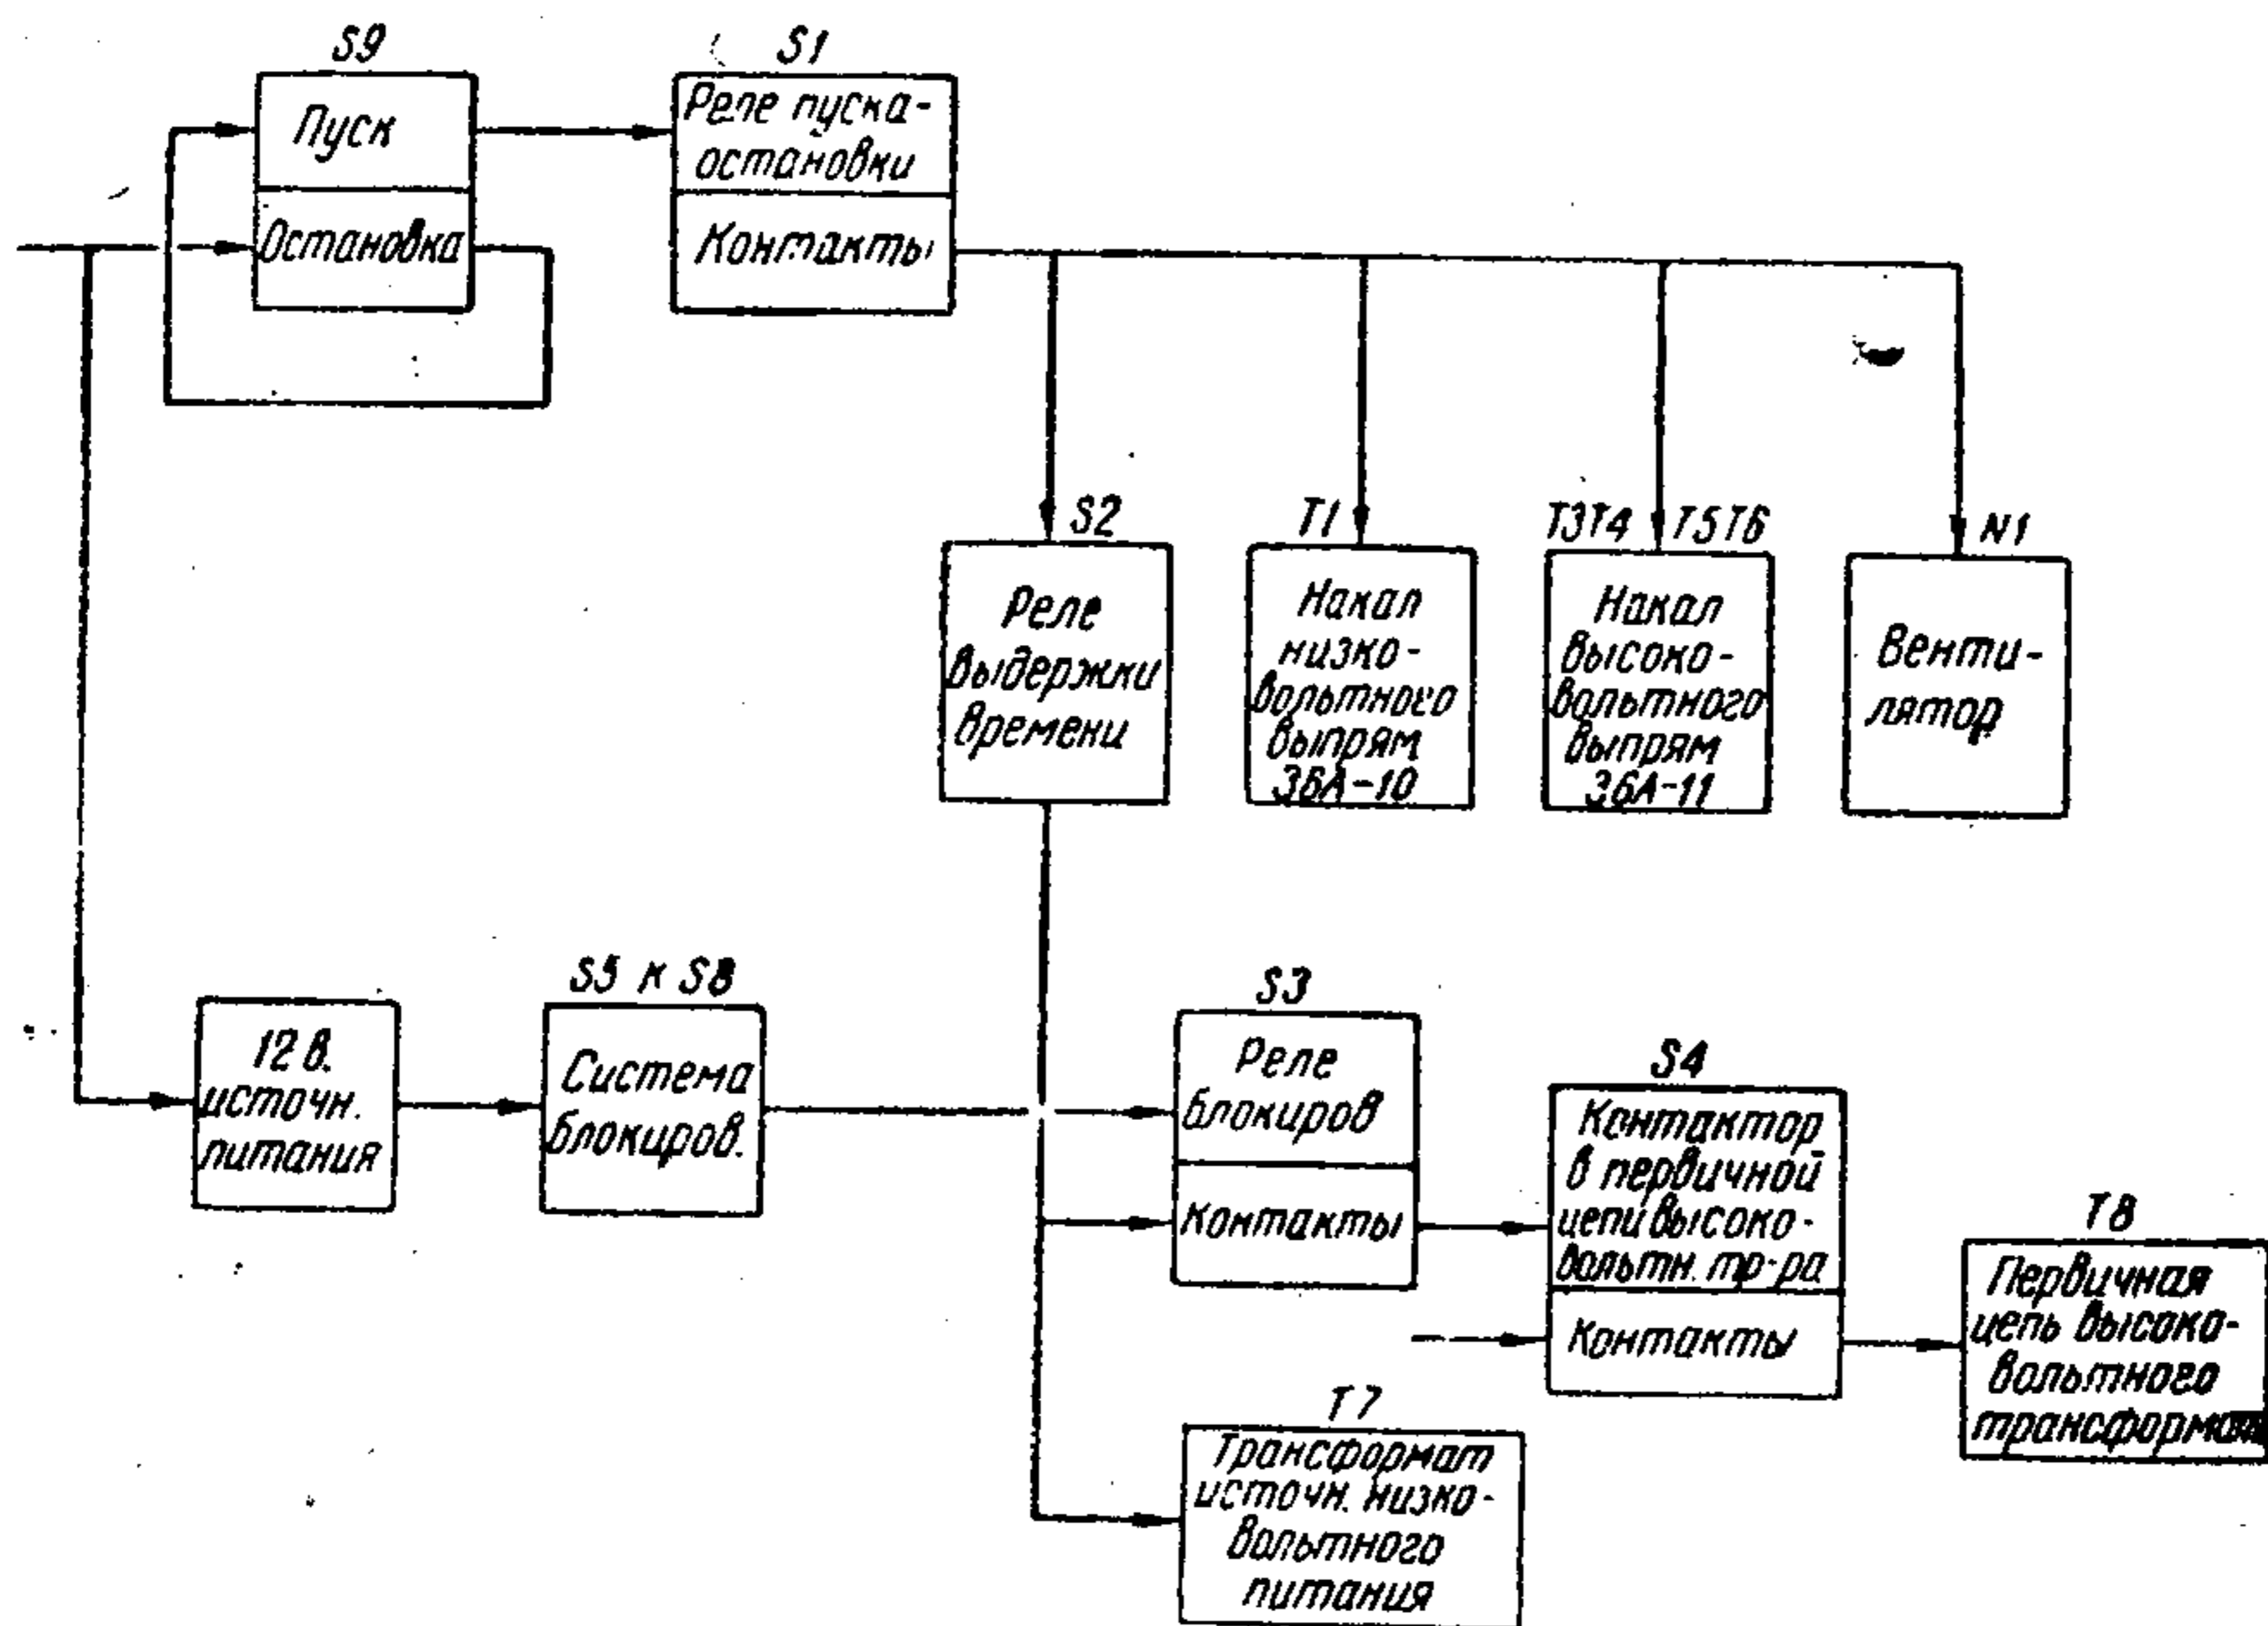 S9
Пуск
Остановка
S1
Реле пуска-
остановки
Контакты
S2
Реле
выдержки
времени
T1
Накал
низко-
вольтного
выпрям
36А-10
T3T4 T5T6
Накал
высоко-
вольтного
выпрям
36А-11
N1
Венти-
лятор
12 в.
источн.
питания
S5 к S8
Система
блокиров.
S3
Реле
блокиров
Контакты
S4
Контактор
в первичной
цепи высоко-
вольтн. тр-ра
Контакты
T8
Первичная
цепь высоко-
вольтного
T7
Трансформат
источн. низко-
вольтного
питания